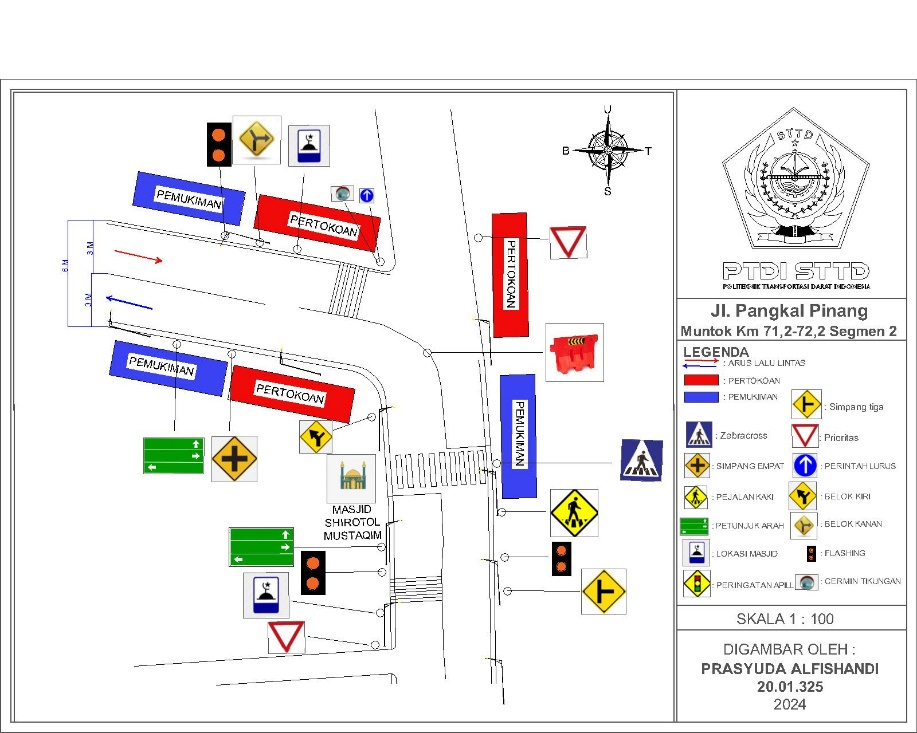 U
B
T
S
PEMUKIMAN
PERTOKOAN
3 M
6 M
3 M
PERTOKOAN
PEMUKIMAN
PERTOKOAN
PEMUKIMAN
MASJID
SHIROTOL
MUSTAQIM
STTD
PTDI STTD
POLITEKNIK TRANSPORTASI DARAT INDONESIA
Jl. Pangkal Pinang
Muntok Km 71,2-72,2 Segmen 2
LEGENDA
: ARUS LALU LINTAS
: PERTOKOAN
: PEMUKIMAN
: Simpang tiga
: Zebracross
: Prioritas
: SIMPANG EMPAT
: PERINTAH LURUS
: PEJALAN KAKI
: BELOK KIRI
: PETUNJUK ARAH
: BELOK KANAN
: LOKASI MASJID
: FLASHING
: PERINGATAN APILL
: CERMIN TIKUNGAN
SKALA 1 : 100
DIGAMBAR OLEH :
PRASYUDA ALFISHANDI
20.01.325
2024